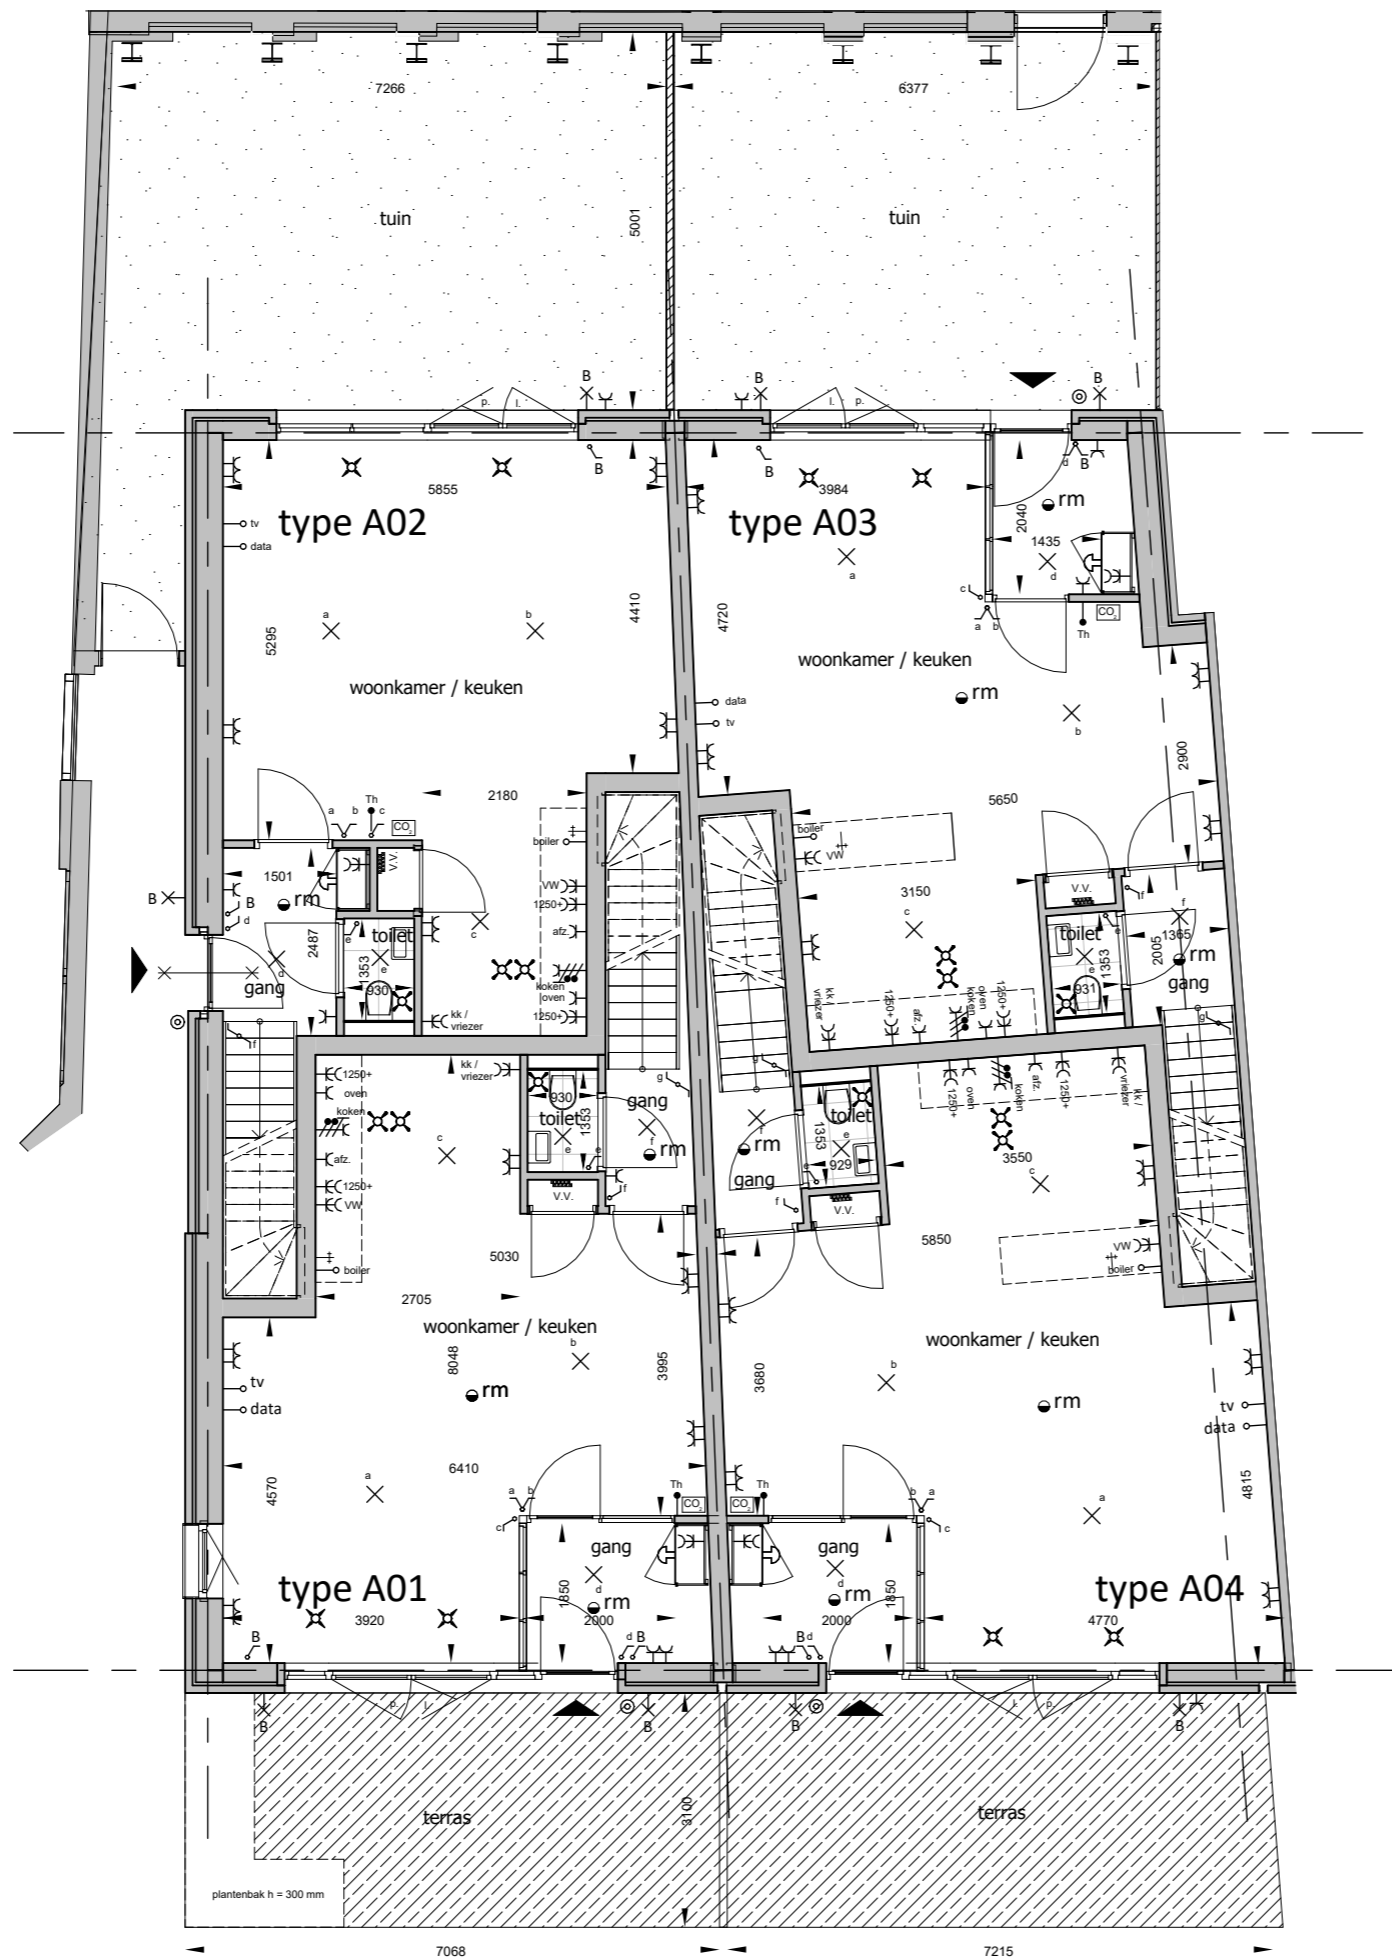 7266
6377
tuin
tuin
5001
B
B
B
p.
l.
l.
p.
B
B
d
B
5855
3984
rm
type A02
type A03
tv
data
2040
1435
a
d
c
a
b
CO2
Th
a
b
4410
4720
5295
woonkamer / keuken
woonkamer / keuken
rm
data
tv
b
2900
2180
5650
a
b
Th
c
CO2
boiler
boiler
VW
V.V.
1501
rm
B
B
d
VW
1250+
afz.
3150
V.V.
f
f
toilet
e
c
c
toilet
e
1365
2487
1353
e
d
gang
930
koken
oven
1250+
kk /
vriezer
e
1353
931
2005
rm
gang
kk /
vriezer
1250+
afz.
koken
oven
1250+
f
g
kk /
vriezer
1250+
oven
koken
930
toilet
1353
e
e
g
gang
f
rm
g
f
rm
gang
toilet
1353
e
929
e
1250+
oven
koken
afz.
1250+
kk /
vriezer
3550
c
c
afz.
1250+
VW
V.V.
f
f
V.V.
boiler
5030
5850
VW
boiler
2705
woonkamer / keuken
woonkamer / keuken
b
b
8048
3995
3680
rm
rm
tv
data
tv
data
6410
4570
4815
a
a
a
b
c
Th
CO2
CO2
Th
b
a
c
gang
gang
1850
d
rm
d
rm
1850
type A01
type A04
3920
2000
2000
4770
B
d
B
B
d
p.
l.
l.
p.
B
B
B
B
terras
terras
3100
plantenbak h = 300 mm
7068
7215